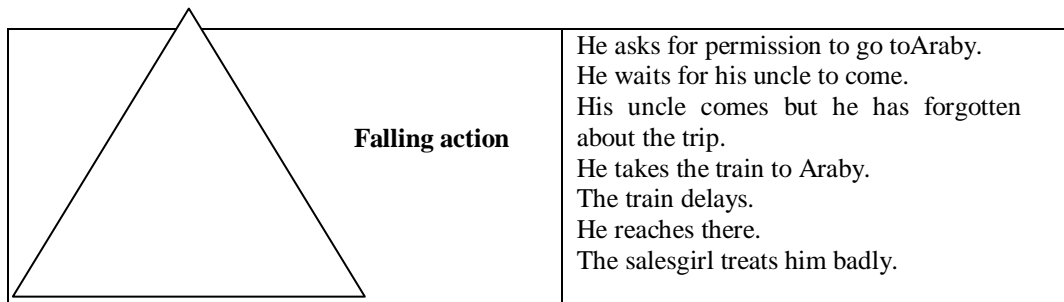 Falling action
He asks for permission to go toAraby.
He waits for his uncle to come.
His uncle comes but he has forgotten
about the trip.
He takes the train to Araby.
The train delays.
He reaches there.
The salesgirl treats him badly.